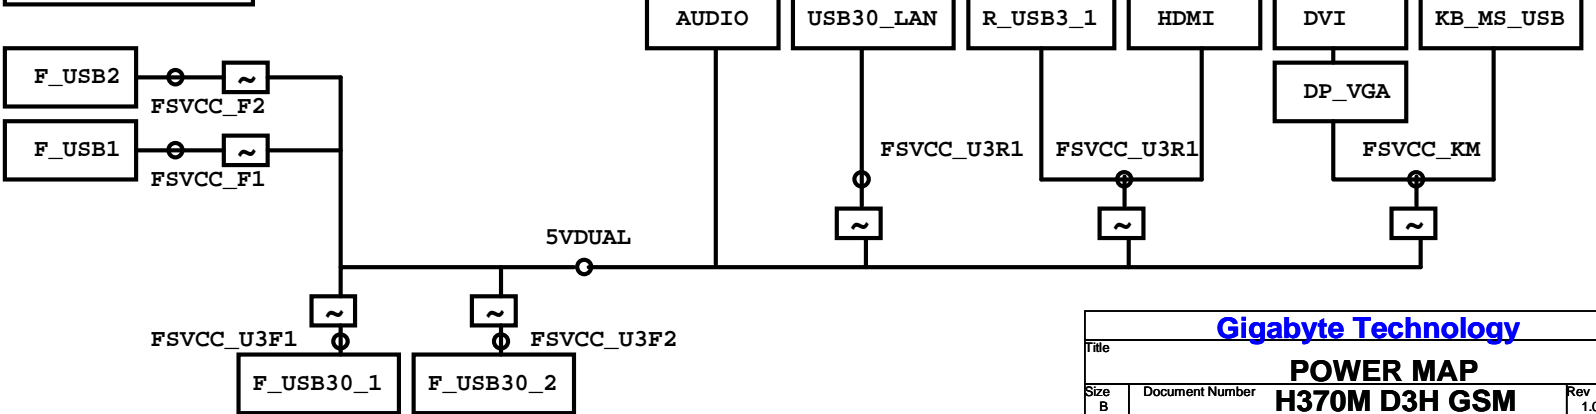 AUDIO
USB30_LAN
R_USB3_1
HDMI
DVI
KB_MS_USB
F_USB2
~
FSVCC_F2
DP_VGA
F_USB1
~
FSVCC_F1
FSVCC_U3R1
FSVCC_U3R1
FSVCC_KM
~
~
~
5VDUAL
~
~
FSVCC_U3F1
FSVCC_U3F2
F_USB30_1
F_USB30_2
Gigabyte Technology
Title
POWER MAP
Size
B
Document Number
H370M D3H GSM
Rev